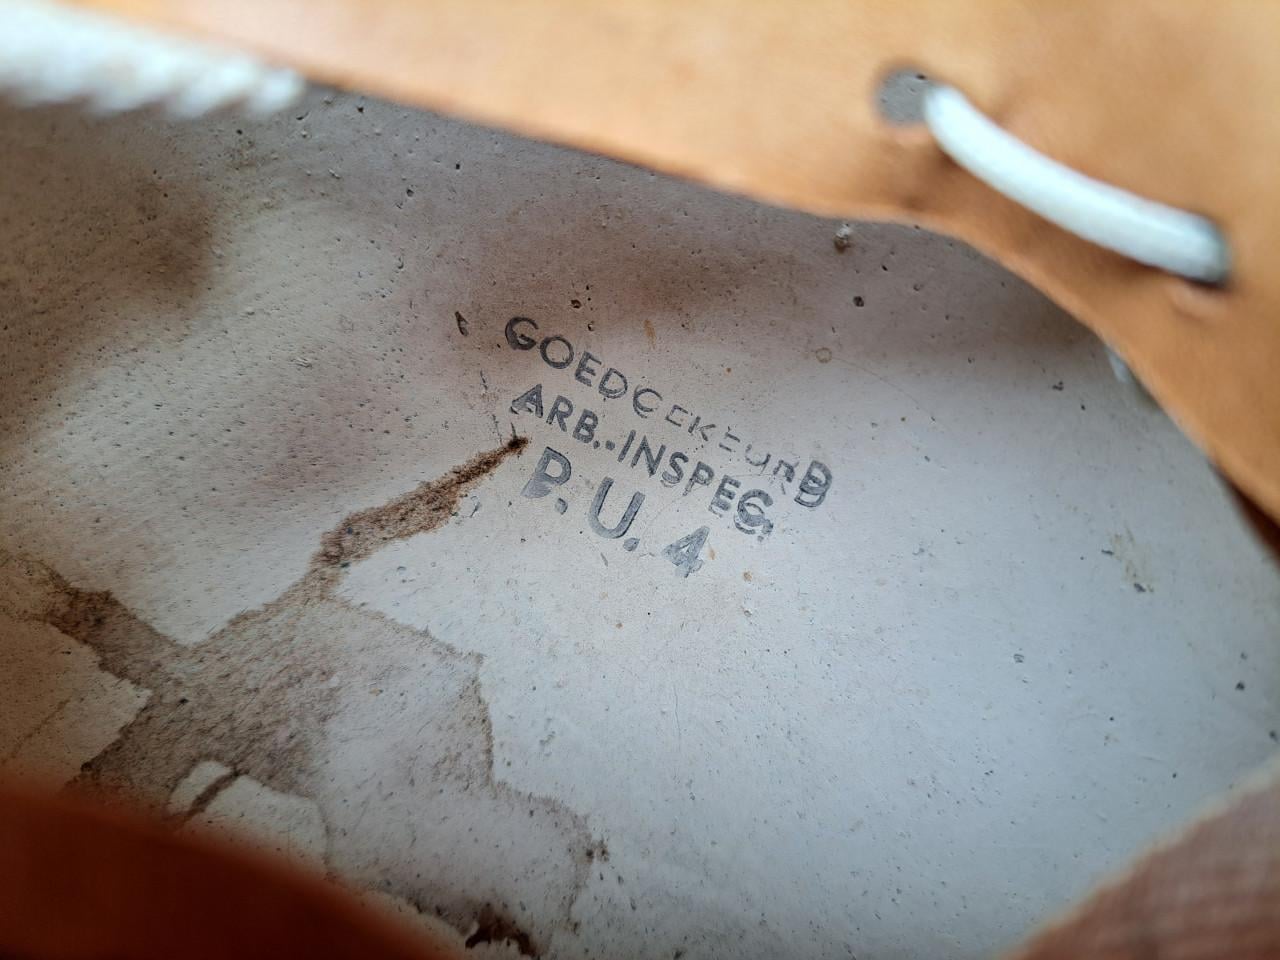 GOEDGEKEURD
ARB.-INSPEC.
P. U. 4